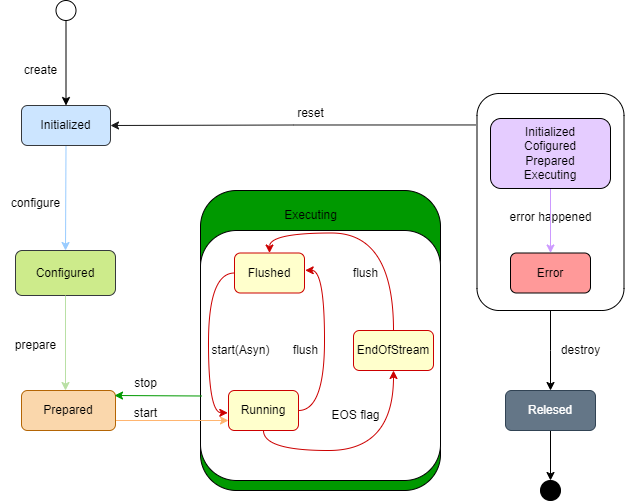 create
Initialized
reset
Initialized
Cofigured
Prepared
Executing
configure
Executing
error happened
Configured
Flushed
flush
Error
prepare
start(Asyn)
flush
EndOfStream
destroy
stop
Prepared
start
Running
EOS flag
Relesed